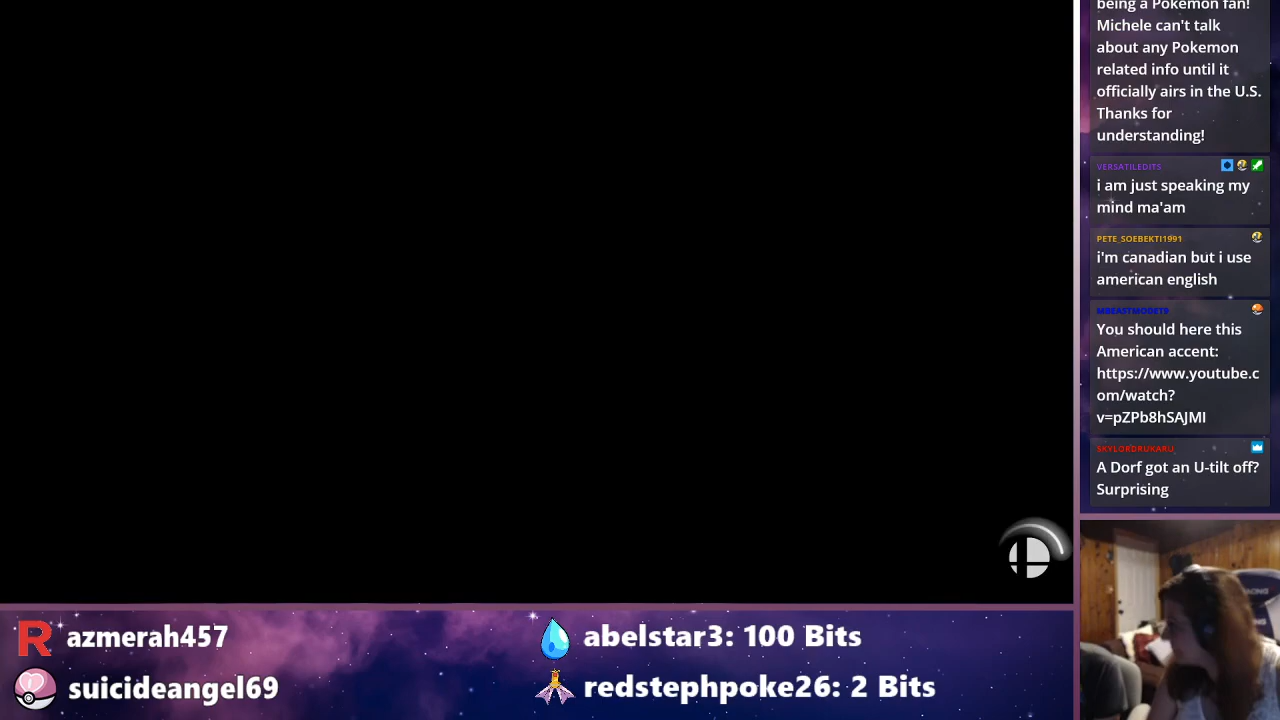 being a Pokemon fan!
Michele can't talk
about any Pokemon
related info until it
officially airs in the U.S.
Thanks for
understanding!
VERSATILEDITS
i am just speaking my
mind ma'am
PETE_SOEBEKTI1991
i'm canadian but i use
american english
MBEASTMODE19
You should here this
American accent:
https://www.youtube.c
om/watch?
v=pZPb8hSAJMI
SKYLORDRUKARU
A Dorf got an U-tilt off?
Surprising
R azmerah457
abelstar3: 100 Bits
suicideangel69
redstephpoke26: 2 Bits